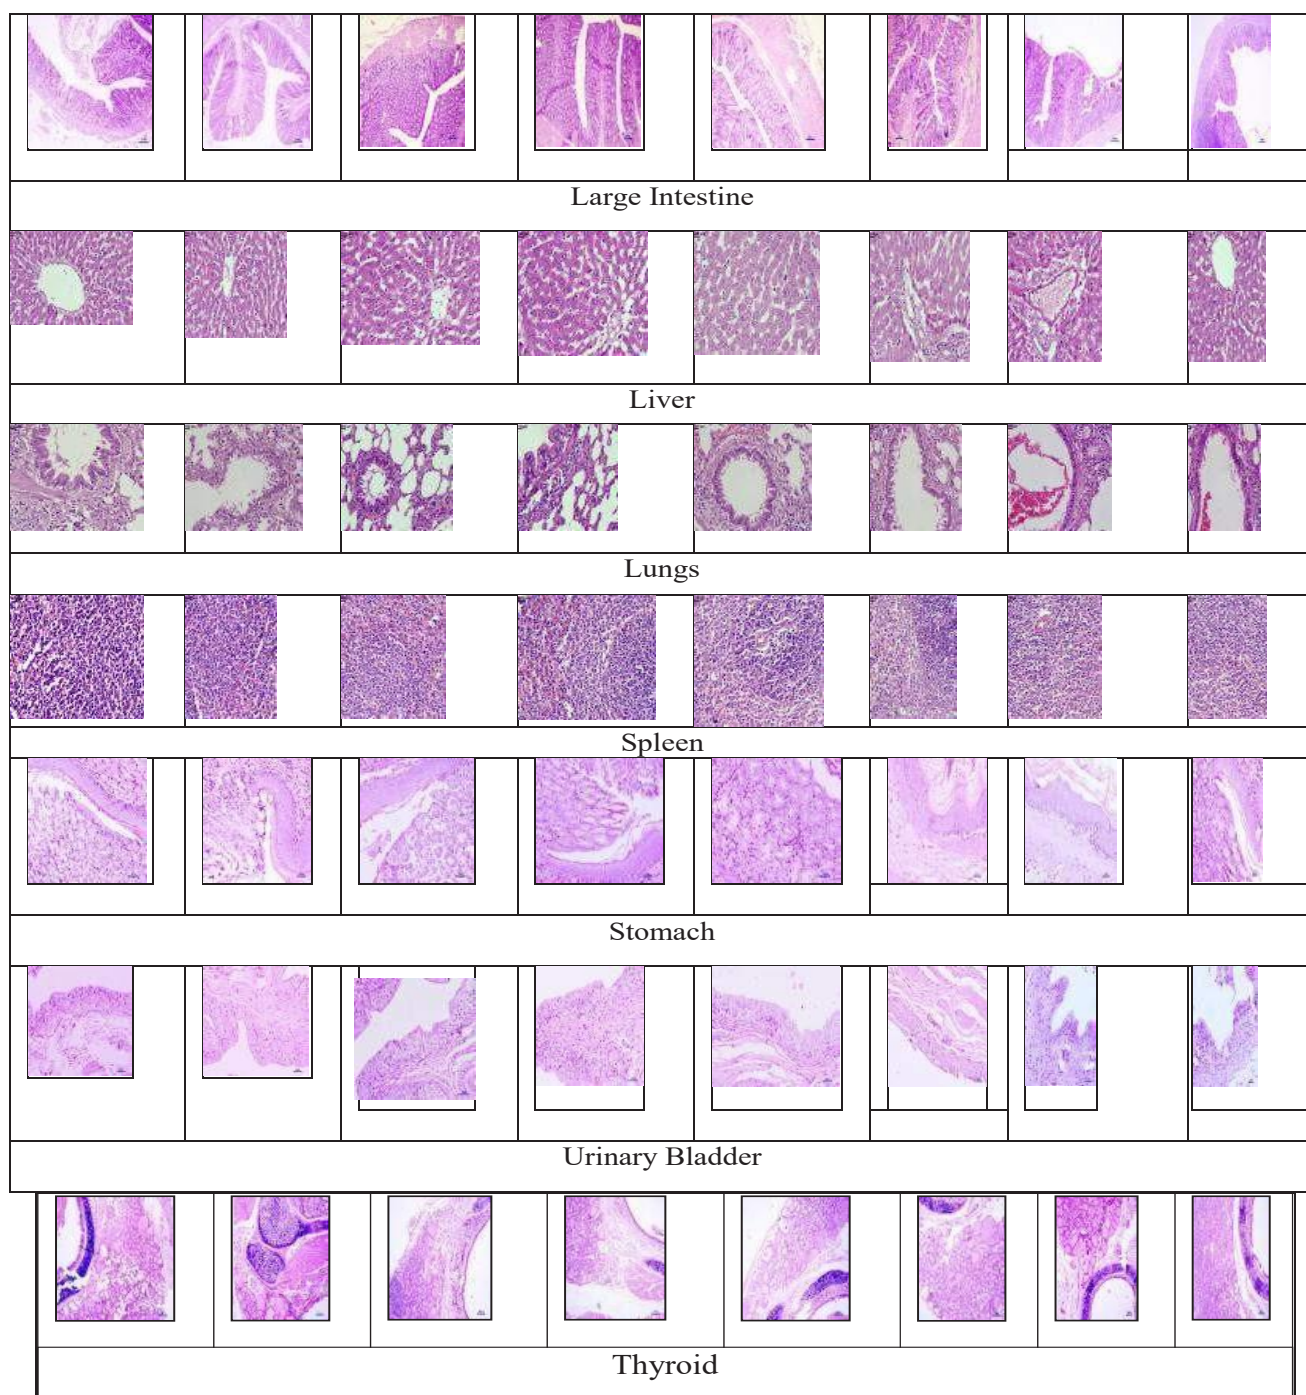 Large Intestine
Liver
Lungs
Spleen
Stomach
Urinary Bladder
Thyroid